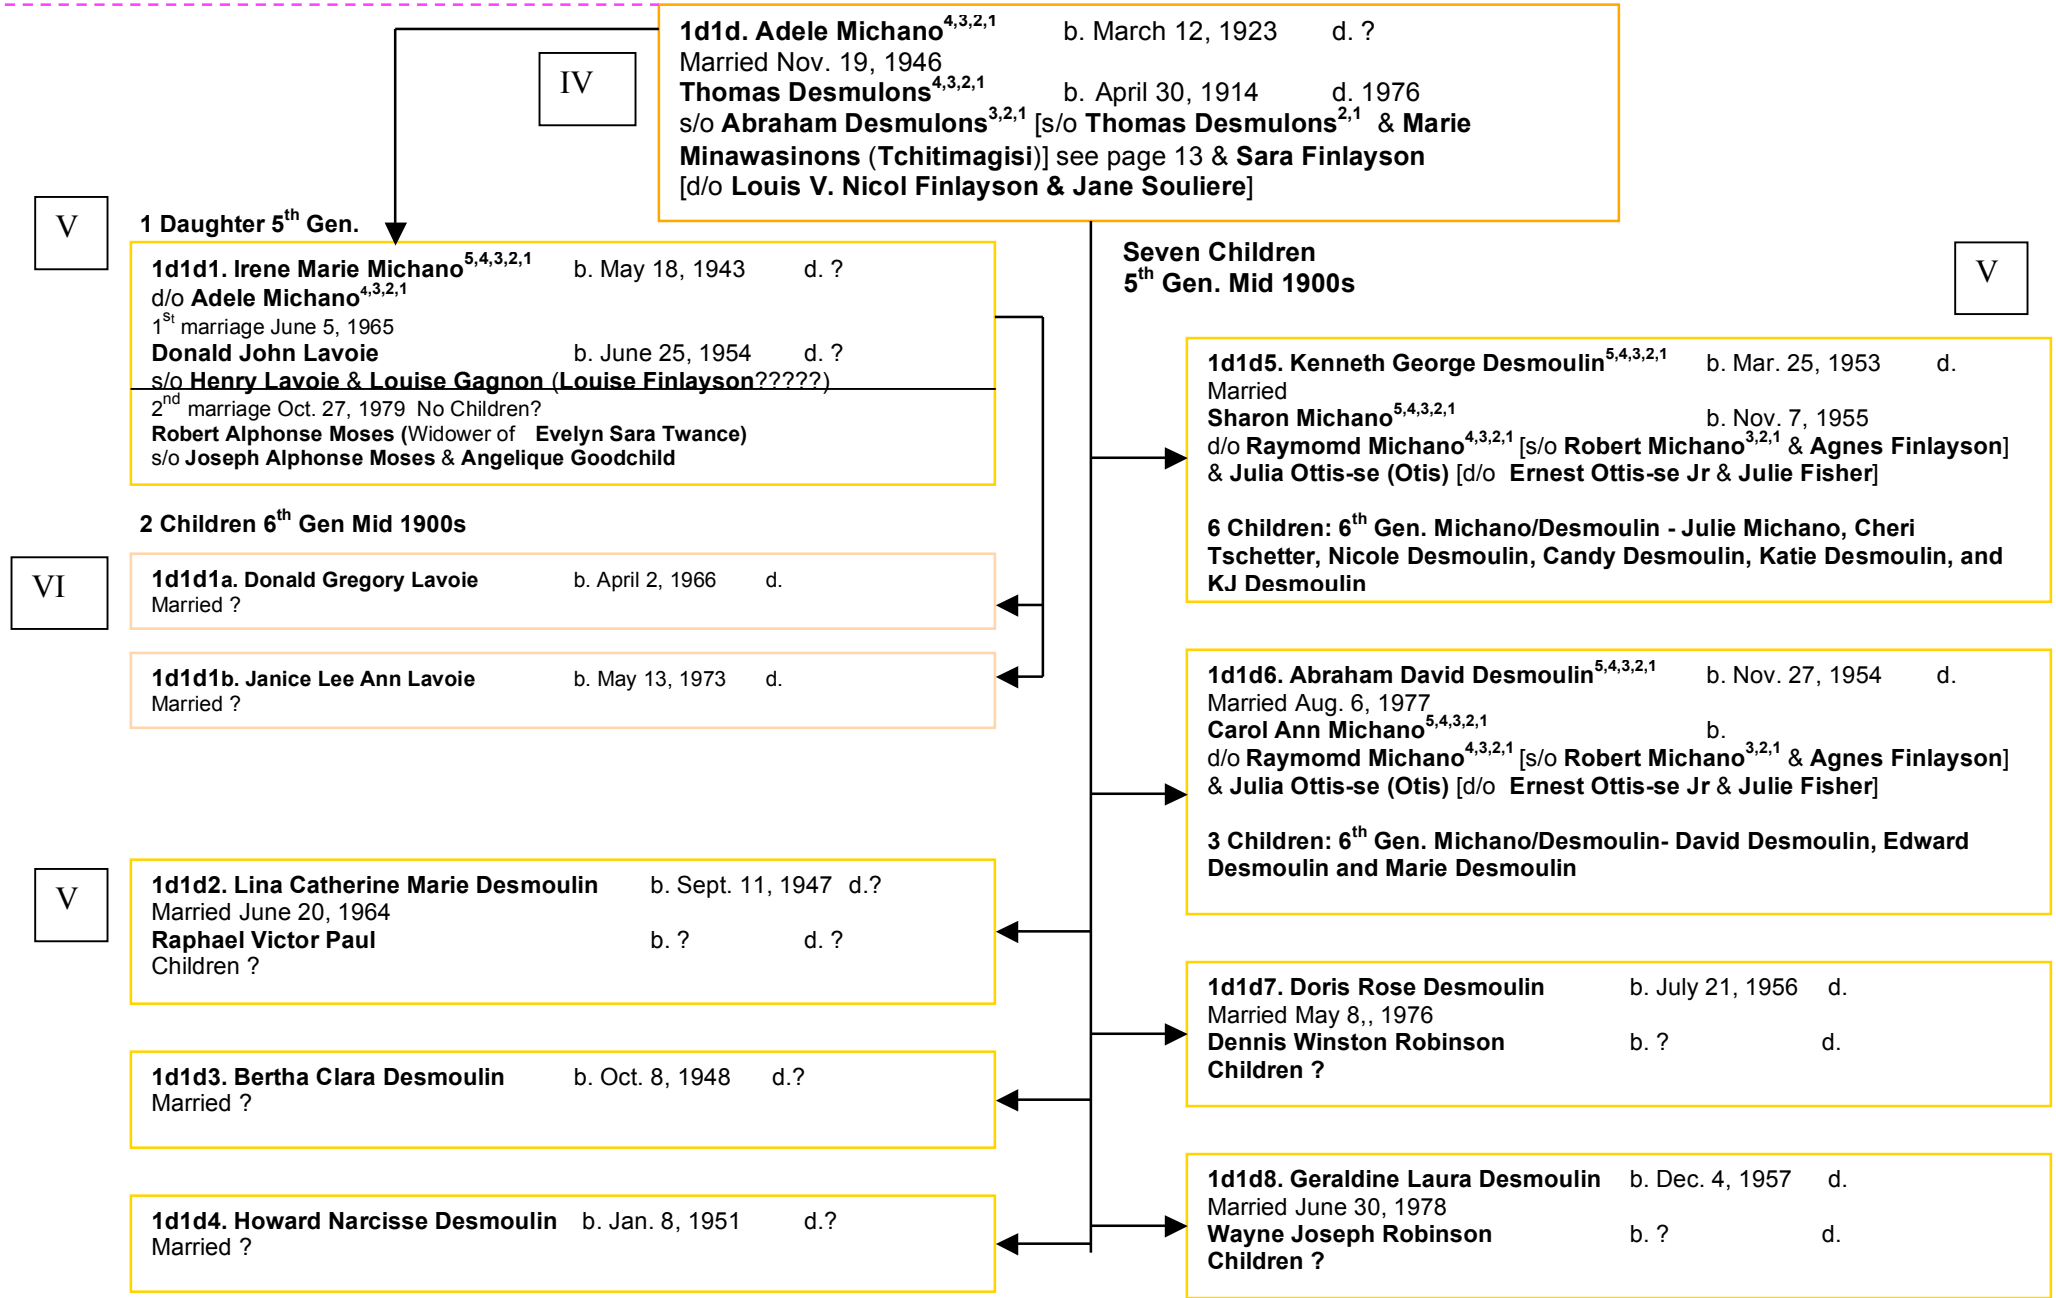 1d1d. Adele Michano4,3,2,1 b. March 12, 1923 d. ?
Married Nov. 19, 1946
Thomas Desmulons4,3,2,1 b. April 30, 1914 d. 1976
s/o Abraham Desmulons3,2,1 [s/o Thomas Desmulons2,1 & Marie
Minawasinons (Tchitimagisi)] see page 13 & Sara Finlayson
[d/o Louis V. Nicol Finlayson & Jane Souliere]
IV
V
1 Daughter 5th Gen.
1d1d1. Irene Marie Michano5,4,3,2,1 b. May 18, 1943 d. ?
d/o Adele Michano4,3,2,1
1st marriage June 5, 1965
Donald John Lavoie b. June 25, 1954 d. ?
s/o Henry Lavoie & Louise Gagnon (Louise Finlayson?????)
2nd marriage Oct. 27, 1979 No Children?
Robert Alphonse Moses (Widower of Evelyn Sara Twance)
s/o Joseph Alphonse Moses & Angelique Goodchild
2 Children 6th Gen Mid 1900s
VI
1d1d1a. Donald Gregory Lavoie b. April 2, 1966 d.
Married ?
1d1d1b. Janice Lee Ann Lavoie b. May 13, 1973 d.
Married ?
V
1d1d2. Lina Catherine Marie Desmoulin b. Sept. 11, 1947 d.?
Married June 20, 1964
Raphael Victor Paul b. ? d. ?
Children ?
1d1d3. Bertha Clara Desmoulin b. Oct. 8, 1948 d.?
Married ?
1d1d4. Howard Narcisse Desmoulin b. Jan. 8, 1951 d.?
Married ?
Seven Children
5th Gen. Mid 1900s
V
1d1d5. Kenneth George Desmoulin5,4,3,2,1 b. Mar. 25, 1953 d.
Married
Sharon Michano5,4,3,2,1 b. Nov. 7, 1955
d/o Raymomd Michano4,3,2,1 [s/o Robert Michano3,2,1 & Agnes Finlayson]
& Julia Ottis-se (Otis) [d/o Ernest Ottis-se Jr & Julie Fisher]
6 Children: 6th Gen. Michano/Desmoulin - Julie Michano, Cheri
Tschetter, Nicole Desmoulin, Candy Desmoulin, Katie Desmoulin, and
KJ Desmoulin
1d1d6. Abraham David Desmoulin5,4,3,2,1 b. Nov. 27, 1954 d.
Married Aug. 6, 1977
Carol Ann Michano5,4,3,2,1 b.
d/o Raymomd Michano4,3,2,1 [s/o Robert Michano3,2,1 & Agnes Finlayson]
& Julia Ottis-se (Otis) [d/o Ernest Ottis-se Jr & Julie Fisher]
3 Children: 6th Gen. Michano/Desmoulin- David Desmoulin, Edward
Desmoulin and Marie Desmoulin
1d1d7. Doris Rose Desmoulin b. July 21, 1956 d.
Married May 8,, 1976
Dennis Winston Robinson b. ? d.
Children ?
1d1d8. Geraldine Laura Desmoulin b. Dec. 4, 1957 d.
Married June 30, 1978
Wayne Joseph Robinson b. ? d.
Children ?